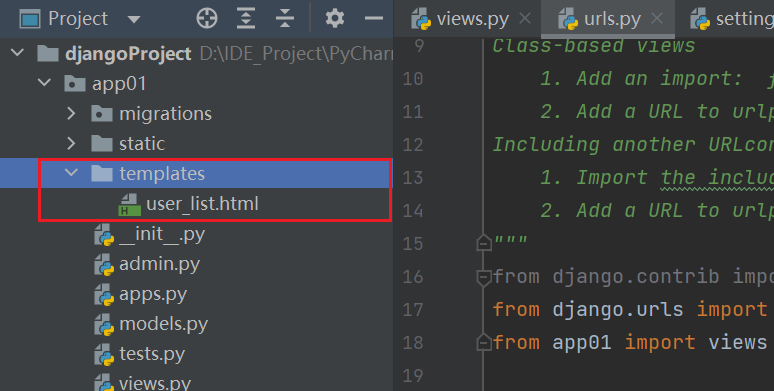 Project
djangoProject D:\IDE_Project\PyChar
app01
migrations
static
templates
user_list.html
__init__.py
admin.py
apps.py
models.py
tests.py
views.py
views.py urls.py setting
9 Class-based views
10 1. Add an import:
11 2. Add a URL to urlp
12 Including another URLcon
13 1. Import the includ
14 2. Add a URL to urlp
15 """
16 from django.contrib impo
17 from django.urls import
18 from app01 import views
19